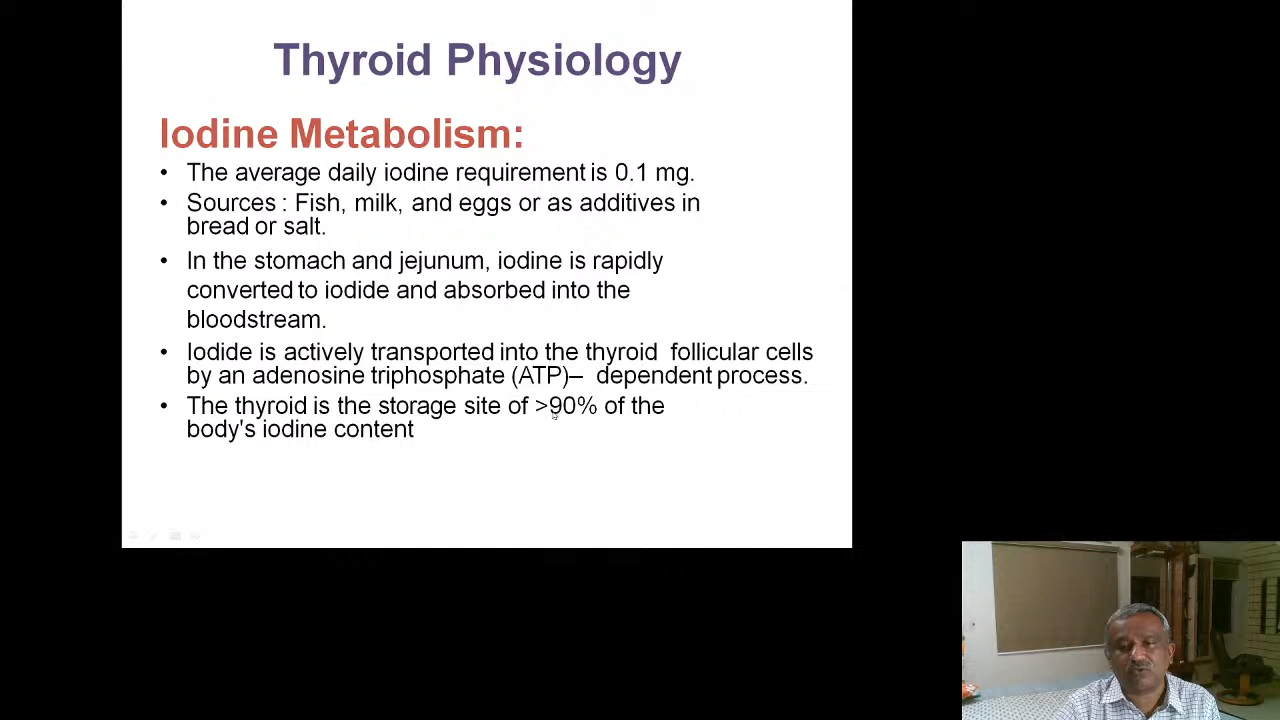 Thyroid Physiology
Iodine Metabolism:
• The average daily iodine requirement is 0.1 mg.
• Sources : Fish, milk, and eggs or as additives in
bread or salt.
• In the stomach and jejunum, iodine is rapidly
converted to iodide and absorbed into the
bloodstream.
• Iodide is actively transported into the thyroid follicular cells
by an adenosine triphosphate (ATP)– dependent process.
• The thyroid is the storage site of >90% of the
body's iodine content